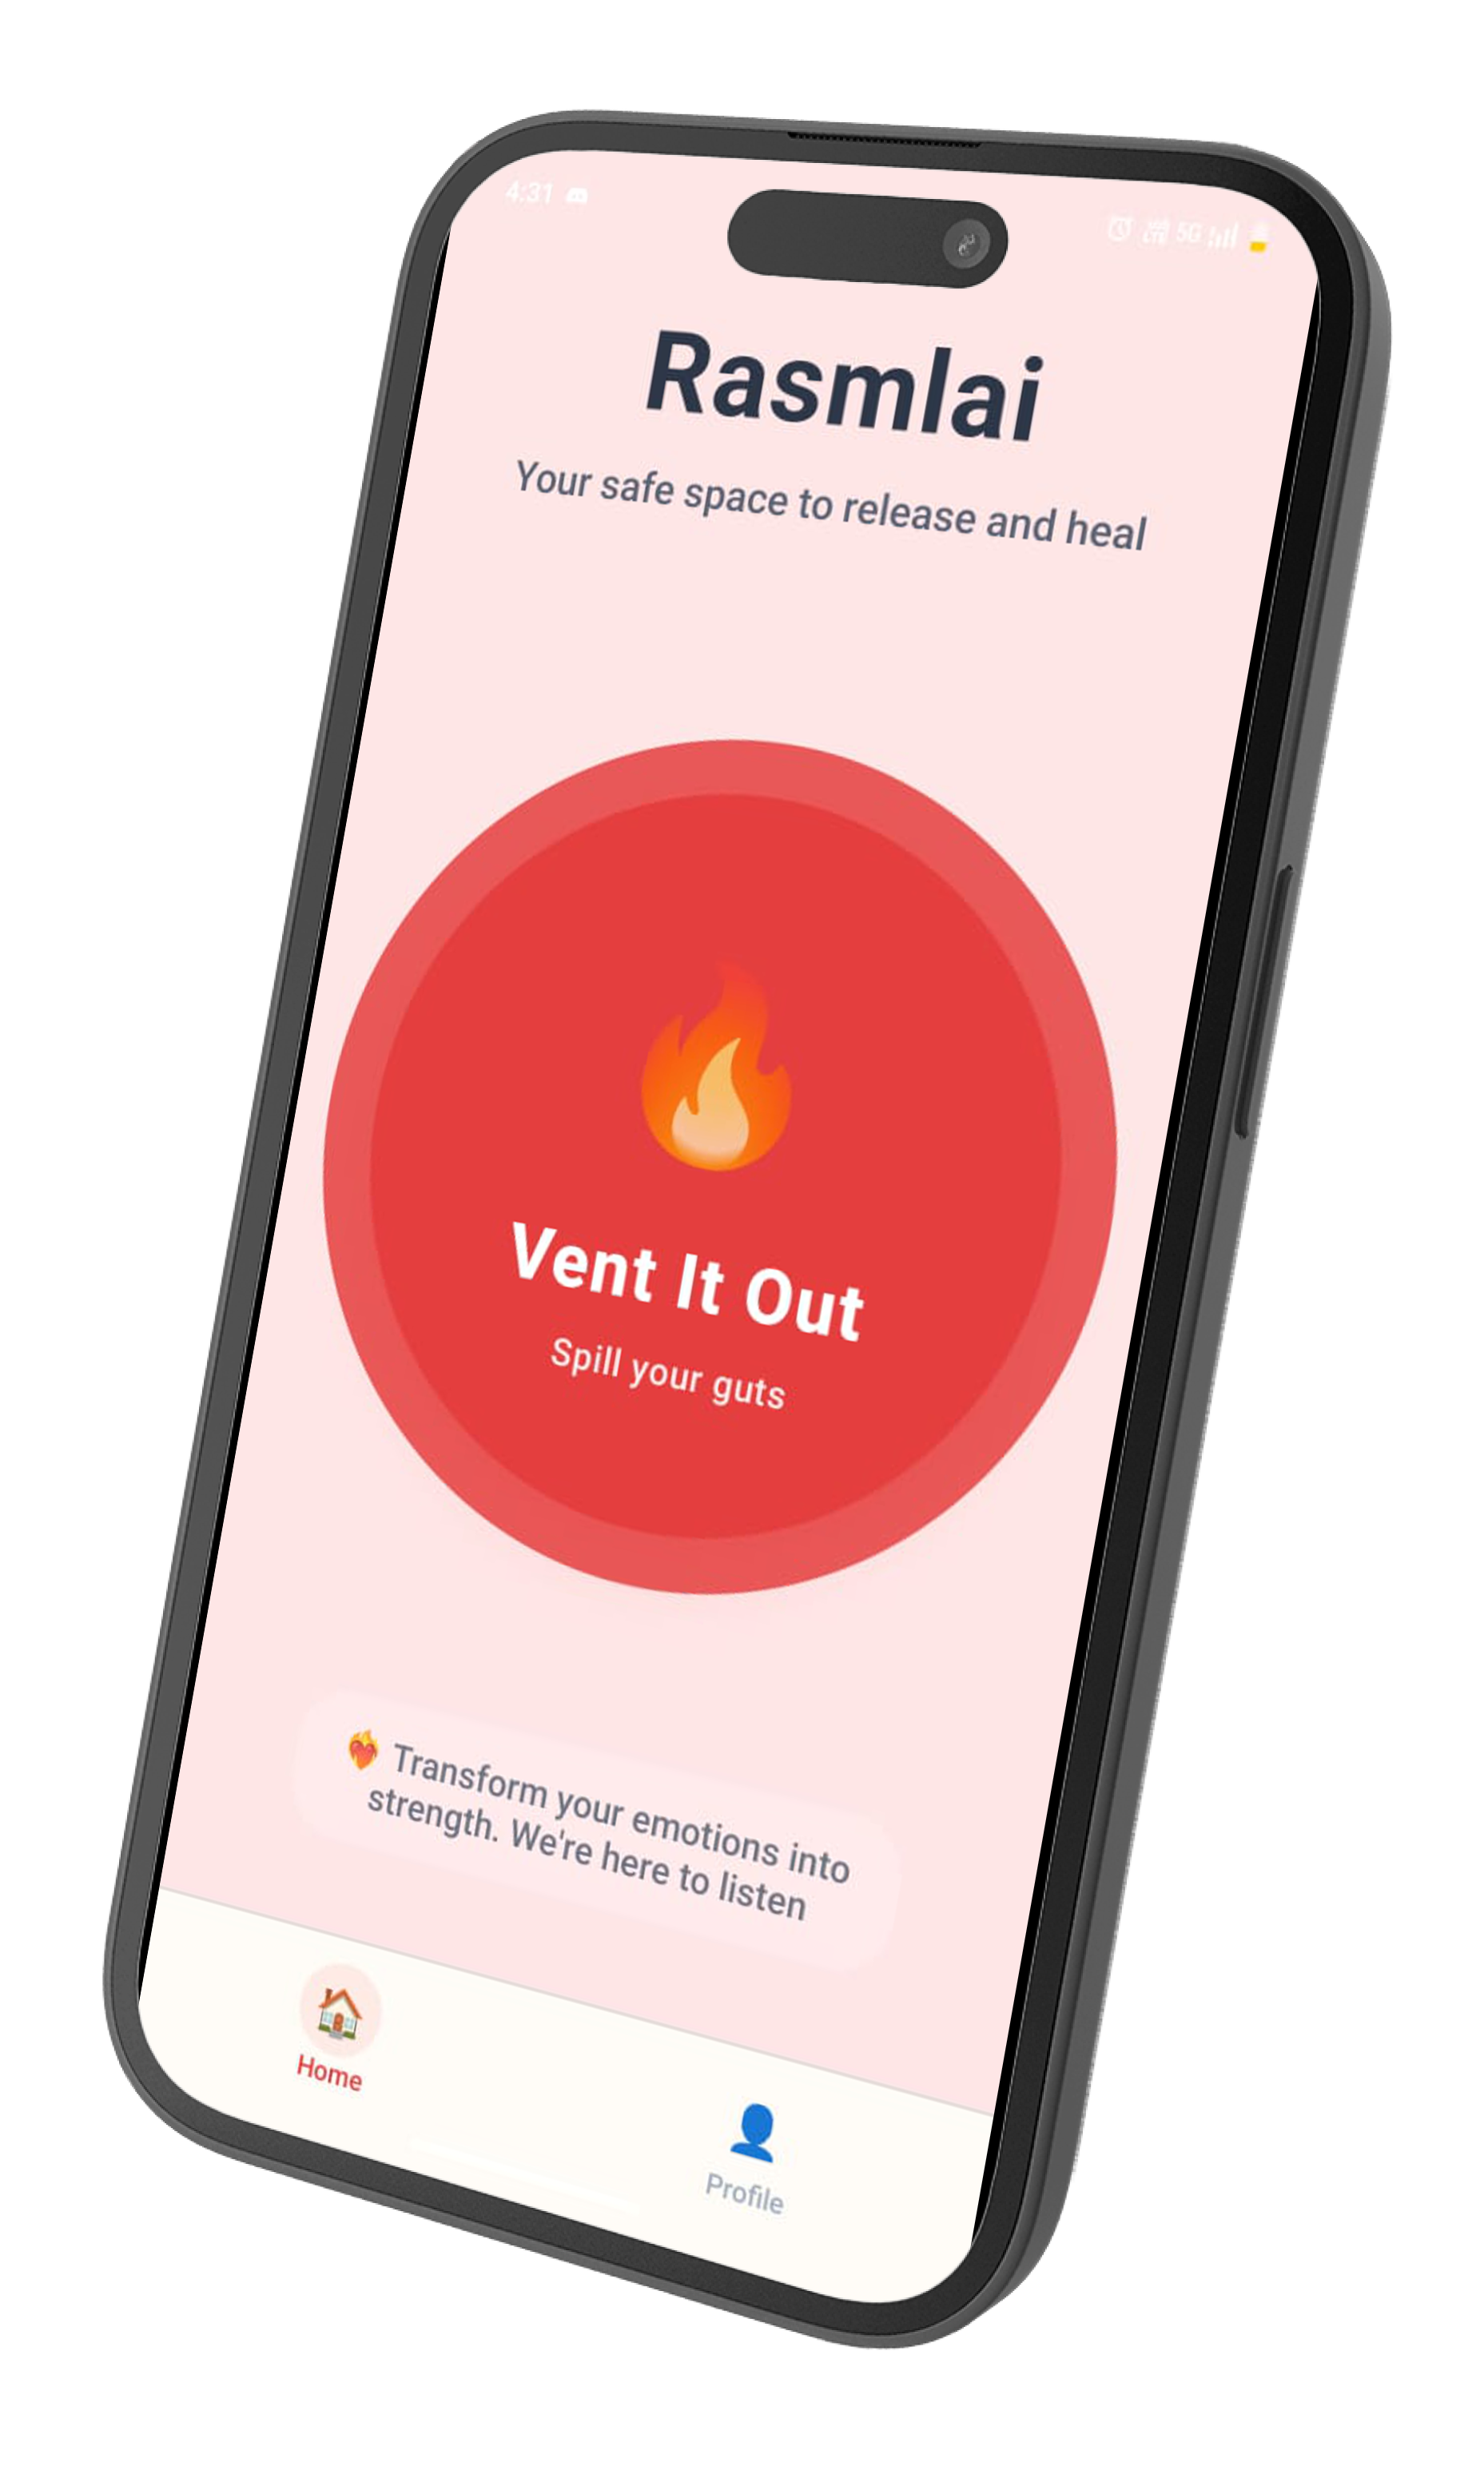 4:31
5G
Rasmlai
Your safe space to release and heal
Vent It Out
Spill your guts
Transform your emotions into
strength. We're here to listen
Home
Profile